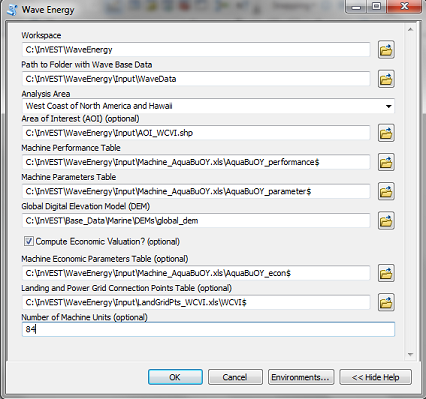 Wave Energy
Workspace
C:\InVEST\WaveEnergy
Path to Folder with Wave Base Data
C:\InVEST\WaveEnergy\Input\WaveData
Analysis Area
West Coast of North America and Hawaii
Area of Interest (AOI) (optional)
C:\InVEST\WaveEnergy\Input\AOI_WCVI.shp
Machine Performance Table
C:\InVEST\WaveEnergy\Input\Machine_AquaBuOY.xls\AquaBuOY_performance$
Machine Parameters Table
C:\InVEST\WaveEnergy\Input\Machine_AquaBuOY.xls\AquaBuOY_parameter$
Global Digital Elevation Model (DEM)
C:\InVEST\Base_Data\Marine\DEMs\global_dem
Compute Economic Valuation? (optional)
Machine Economic Parameters Table (optional)
C:\InVEST\WaveEnergy\Input\Machine_AquaBuOY.xls\AquaBuOY_econ$
Landing and Power Grid Connection Points Table (optional)
C:\InVEST\WaveEnergy\Input\LandGridPts_WCVI.xls\WCVI$
Number of Machine Units (optional)
84
OK Cancel Environments... << Hide Help